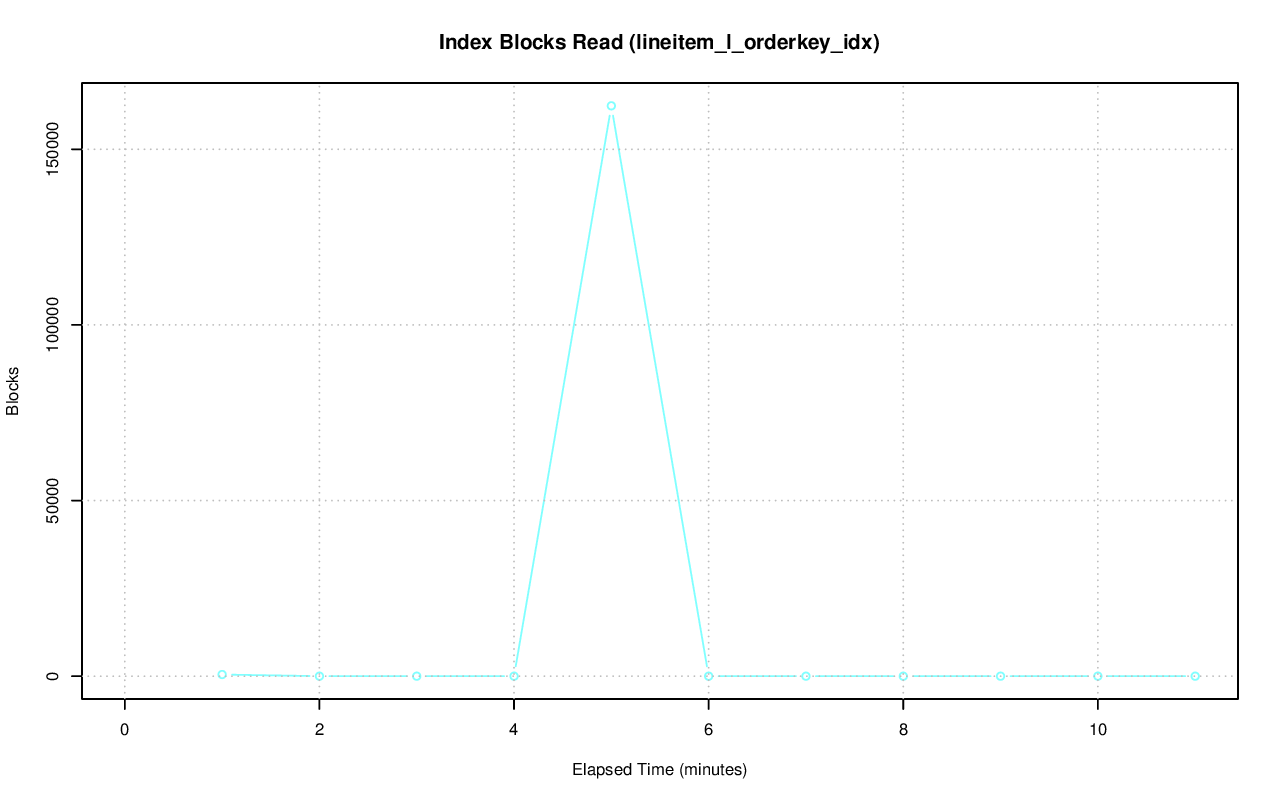 Index Blocks Read (lineitem_l_orderkey_idx)
150000
100000
50000
0
Blocks
0 2 4 6 8 10
Elapsed Time (minutes)